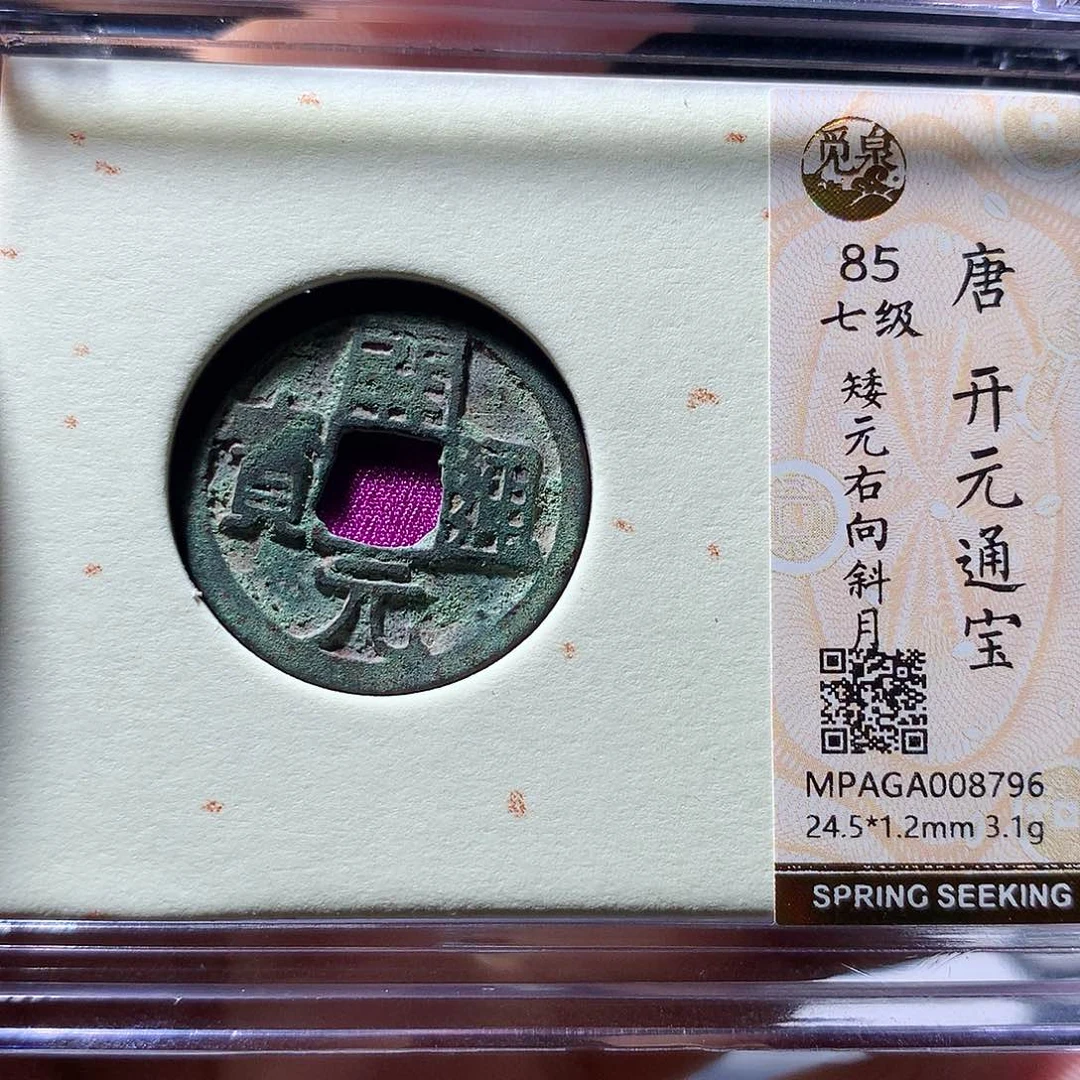 開元通寳
觅泉
唐 开元通宝
85
七级
矮元右向斜月
MPAGA008796
24.5*1.2mm 3.1g
SPRING SEEKING